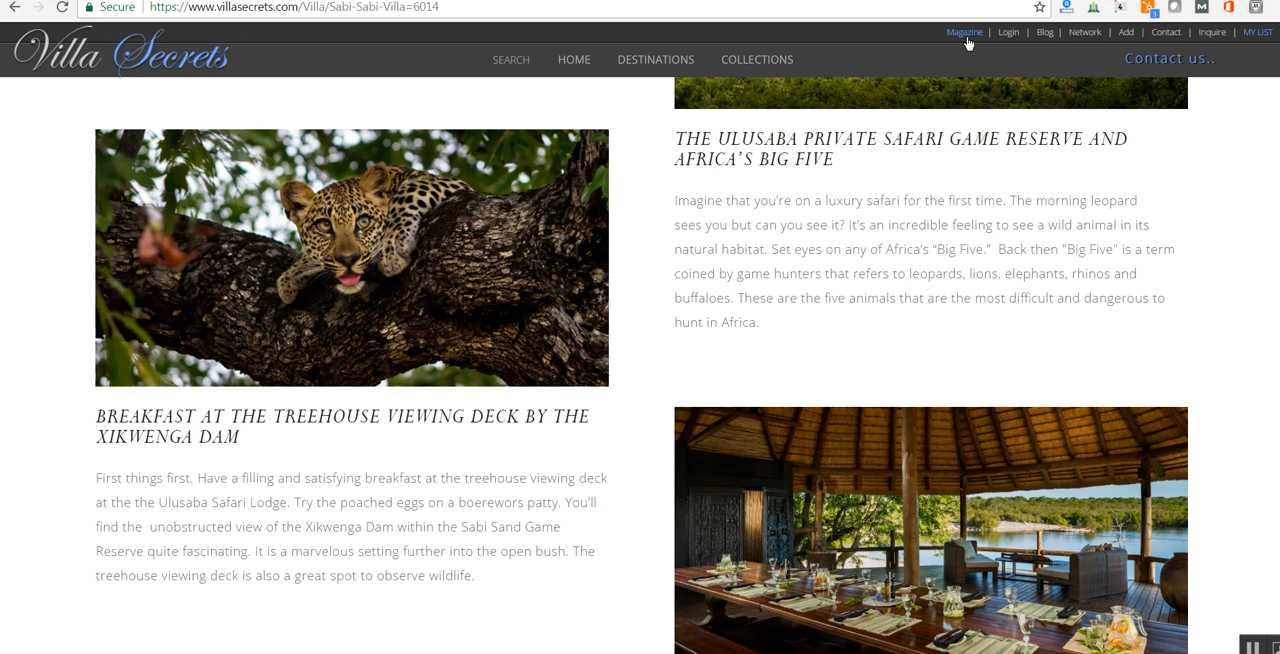 Secure
https://www.villasecrets.com/Villa/Sabi-Sabi-Villa=6014
Villa Secrets
Magazine | Login | Blog | Network | Add | Contact | Inquire | MY LIST
SEARCH HOME DESTINATIONS COLLECTIONS
Contact us..
THE ULUSABA PRIVATE SAFARI GAME RESERVE AND
AFRICA'S BIG FIVE
Imagine that you're on a luxury safari for the first time. The morning leopard
sees you but can you see it? It's an incredible feeling to see a wild animal in its
natural habitat. Set eyes on any of Africa's “Big Five.” Back then "Big Five" is a term
coined by game hunters that refers to leopards, lions, elephants, rhinos and
buffaloes. These are the five animals that are the most difficult and dangerous to
hunt in Africa.
BREAKFAST AT THE TREEHOUSE VIEWING DECK BY THE
XIKWENGA DAM
First things first. Have a filling and satisfying breakfast at the treehouse viewing deck
at the the Ulusaba Safari Lodge. Try the poached eggs on a boerewors patty. You'll
find the unobstructed view of the Xikwenga Dam within the Sabi Sand Game
Reserve quite fascinating. It is a marvelous setting further into the open bush. The
treehouse viewing deck is also a great spot to observe wildlife.